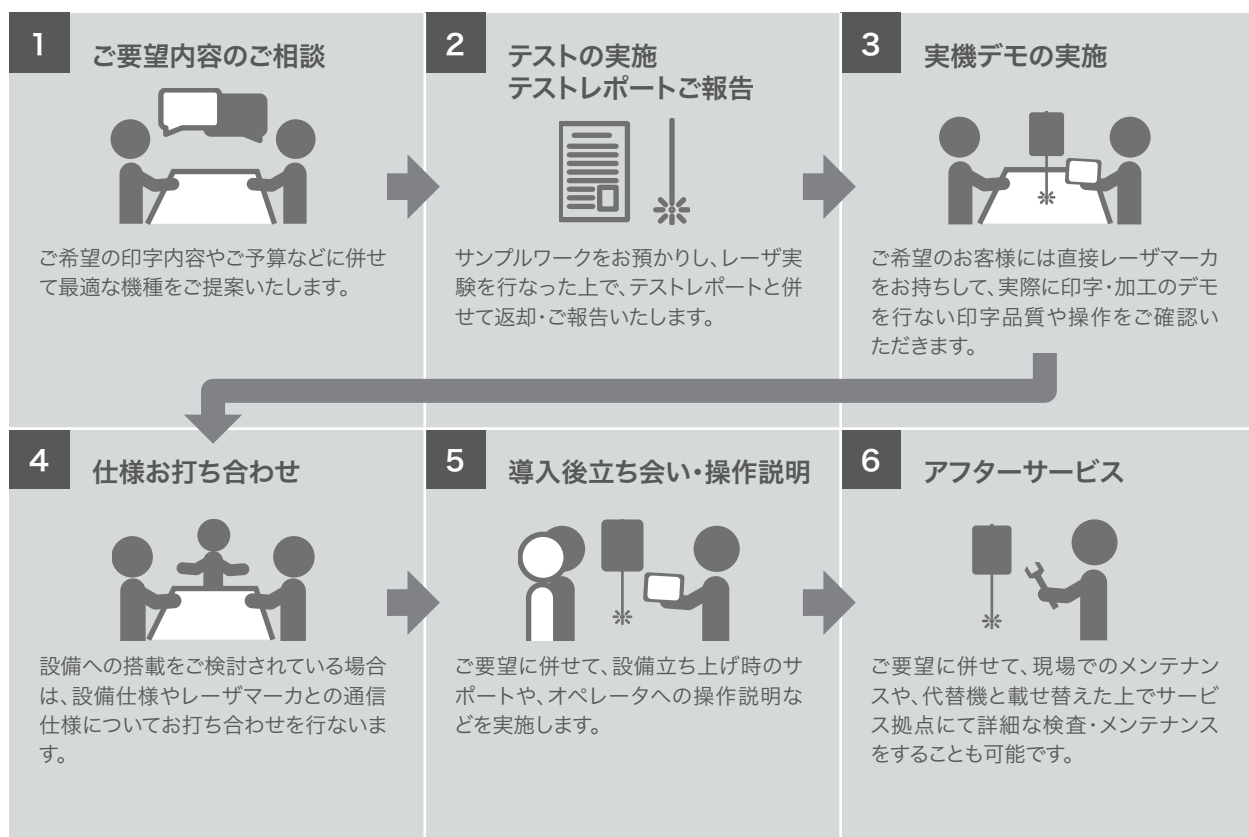 1
ご要望内容のご相談
ご希望の印字内容やご予算などに併せ
て最適な機種をご提案いたします。
2
テストの実施
テストレポートご報告
サンプルワークをお預かりし、レーザ実
験を行なった上で、テストレポートと併
せて返却・ご報告いたします。
3
実機デモの実施
ご希望のお客様には直接レーザマーカ
をお持ちして、実際に印字・加工のデモ
を行ない印字品質や操作をご確認い
ただきます。
4
仕様お打ち合わせ
設備への搭載をご検討されている場合
は、設備仕様やレーザマーカとの通信
仕様についてお打ち合わせを行ないま
す。
5
導入後立ち会い・操作説明
ご要望に併せて、設備立ち上げ時のサ
ポートや、オペレータへの操作説明な
どを実施します。
6
アフターサービス
ご要望に併せて、現場でのメンテナン
スや、代替機と載せ替えた上でサービ
ス拠点にて詳細な検査・メンテナンス
をすることも可能です。